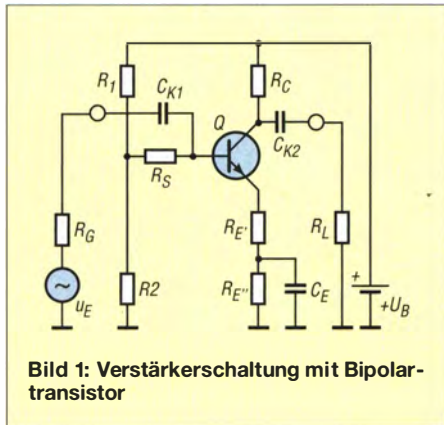 R1
RC
CK1
Q
CK2
RS
RG
RE'
RL
R2
RE"
CE
uE
~
+
+UB
Bild 1: Verstärkerschaltung mit Bipolar-
transistor